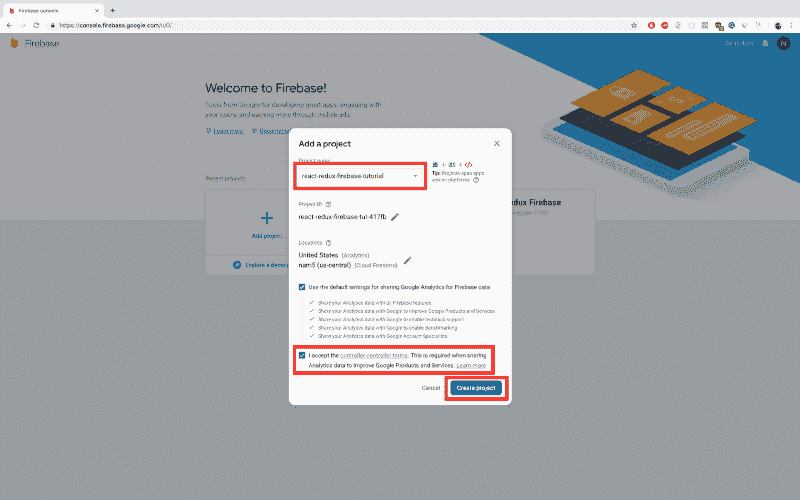 Firebase console
https://console.firebase.google.com/u/0/
Firebase
N
Welcome to Firebase!
Tools from Google for developing great apps, engaging with
your users, and earning more through mobile ads.
Learn more
Recent projects
Add project
Explore a demo
Add a project
Project name
react-redux-firebase-tutorial
+ iOS + </>
Tip: Projects span apps
across platforms
Project ID
react-redux-firebase-tut-417fb
Locations
United States (Analytics)
nam5 (us-central) (Cloud Firestore)
Use the default settings for sharing Google Analytics for Firebase data
Share your Analytics data with all Firebase features
Share your Analytics data with Google to improve Google Products and Services
Share your Analytics data with Google to enable technical support
Share your Analytics data with Google to enable benchmarking
Share your Analytics data with Google Account Specialists
I accept the controller-controller terms. This is required when sharing
Analytics data to improve Google Products and Services. Learn more
Cancel
Create project
dux Firebase